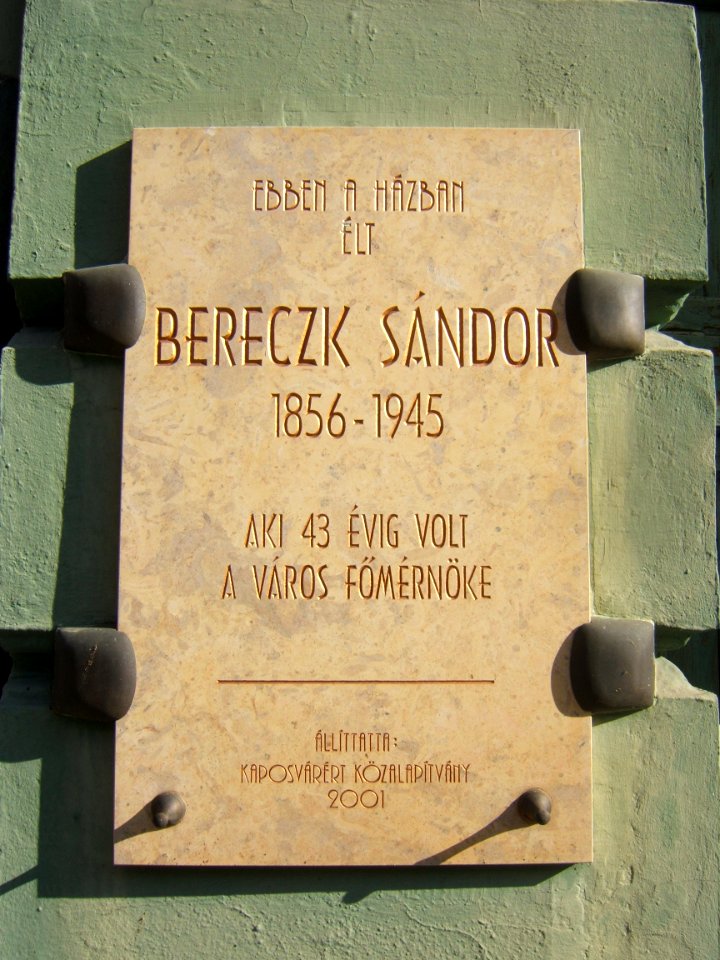 EBBEN A HÁZBAN
ÉLT
BERECZK SÁNDOR
1856-1945
AKI 43 ÉVIG VOLT
A VÁROS FŐMÉRNÖKE
ÁLLÍTTATTA:
KAPOSVÁRÉRT KÖZALAPÍTVÁNY
2001